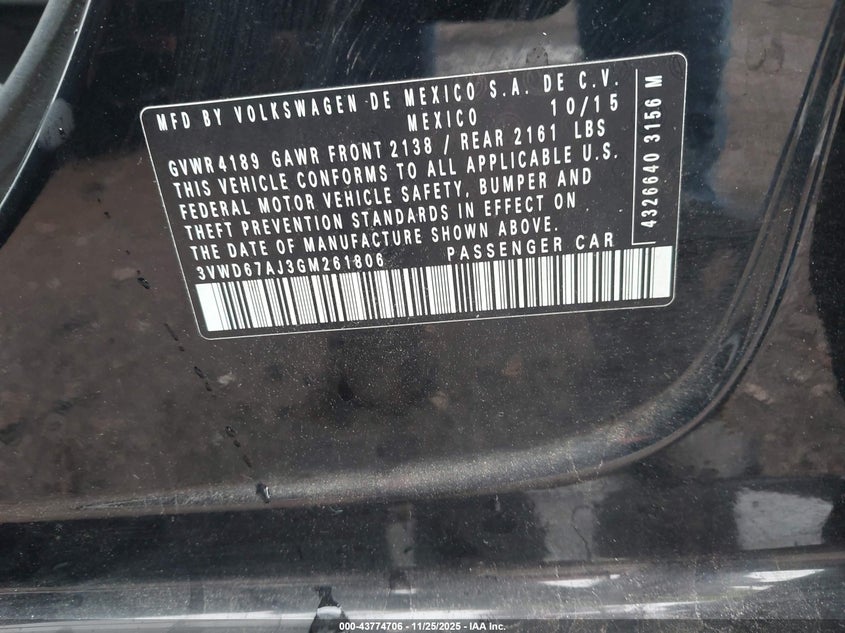 MFD BY VOLKSWAGEN DE MEXICO S.A. DE C.V.
MEXICO 10/15
GVWR4189 GAWR FRONT 2138 / REAR 2161 LBS
THIS VEHICLE CONFORMS TO ALL APPLICABLE U.S.
FEDERAL MOTOR VEHICLE SAFETY, BUMPER AND
THEFT PREVENTION STANDARDS IN EFFECT ON
THE DATE OF MANUFACTURE SHOWN ABOVE.
3VWD67AJ3GM261806 PASSENGER CAR
4326640 3156 M
000-43774706 - 11/25/2025 - IAA Inc.